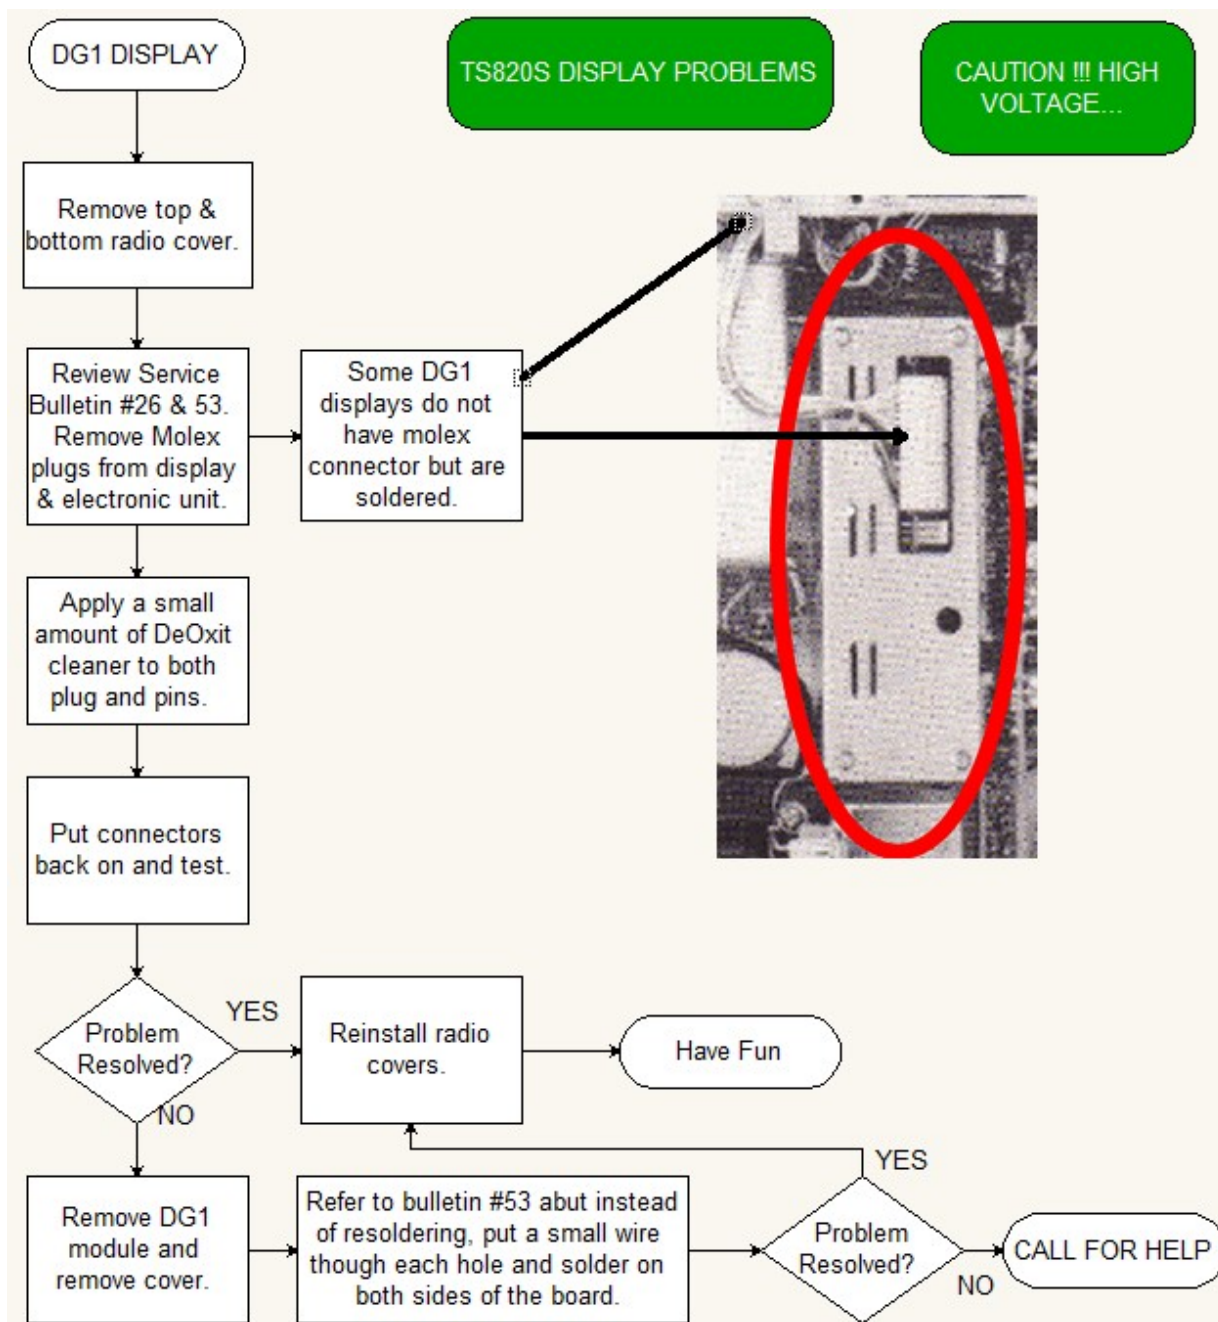 DG1 DISPLAY
TS820S DISPLAY PROBLEMS
CAUTION !!! HIGH
VOLTAGE...
Remove top &
bottom radio cover.
Review Service
Bulletin #26 & 53.
Remove Molex
plugs from display
& electronic unit.
Some DG1
displays do not
have molex
connector but are
soldered.
Apply a small
amount of DeOxit
cleaner to both
plug and pins.
Put connectors
back on and test.
Problem
Resolved?
YES
NO
Reinstall radio
covers.
Have Fun
Remove DG1
module and
remove cover.
Refer to bulletin #53 abut instead
of resoldering, put a small wire
though each hole and solder on
both sides of the board.
Problem
Resolved?
YES
NO
CALL FOR HELP